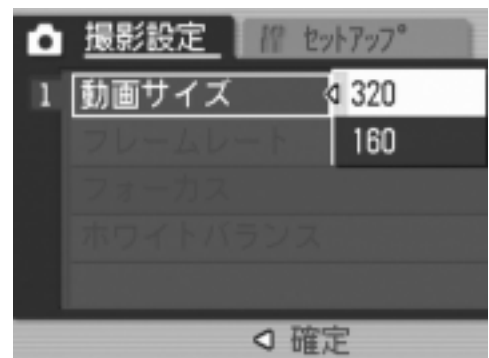 撮影設定 セットアップ
1 動画サイズ 320
160
フレームレート
フォーカス
ホワイトバランス
確定